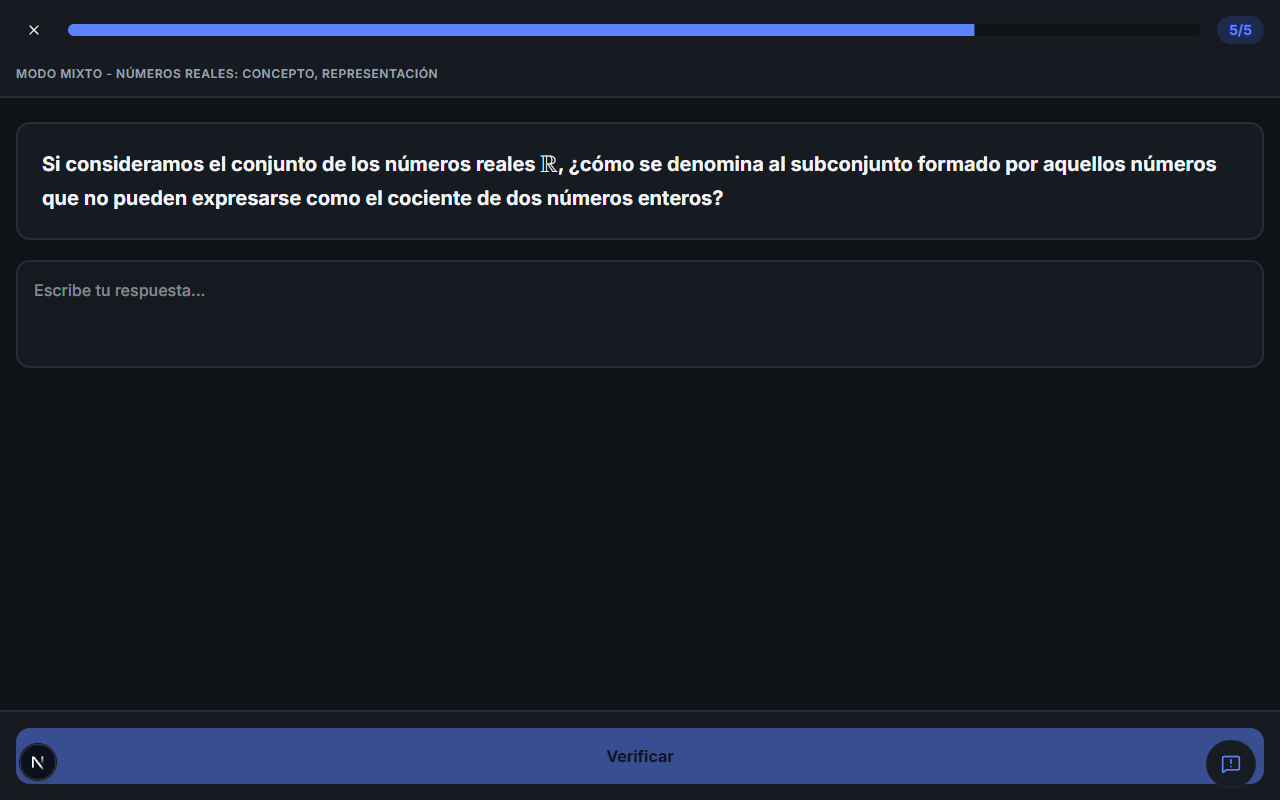 5/5
MODO MIXTO - NÚMEROS REALES: CONCEPTO, REPRESENTACIÓN
Si consideramos el conjunto de los números reales ℝ, ¿cómo se denomina al subconjunto formado por aquellos números
que no pueden expresarse como el cociente de dos números enteros?
Escribe tu respuesta...
Verificar
N